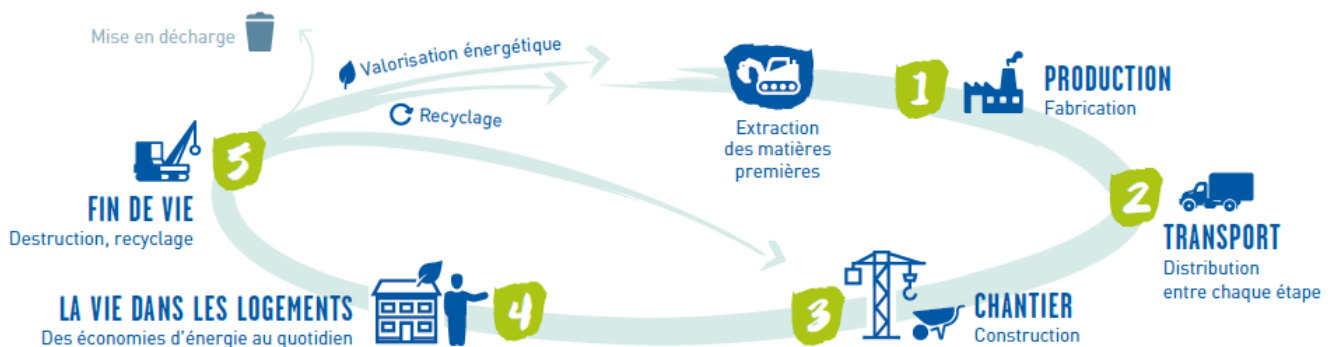 Mise en décharge
Valorisation énergétique
Recyclage
Extraction
des matières
premières
1
PRODUCTION
Fabrication
2
TRANSPORT
Distribution
entre chaque étape
3
CHANTIER
Construction
4
LA VIE DANS LES LOGEMENTS
Des économies d'énergie au quotidien
5
FIN DE VIE
Destruction, recyclage